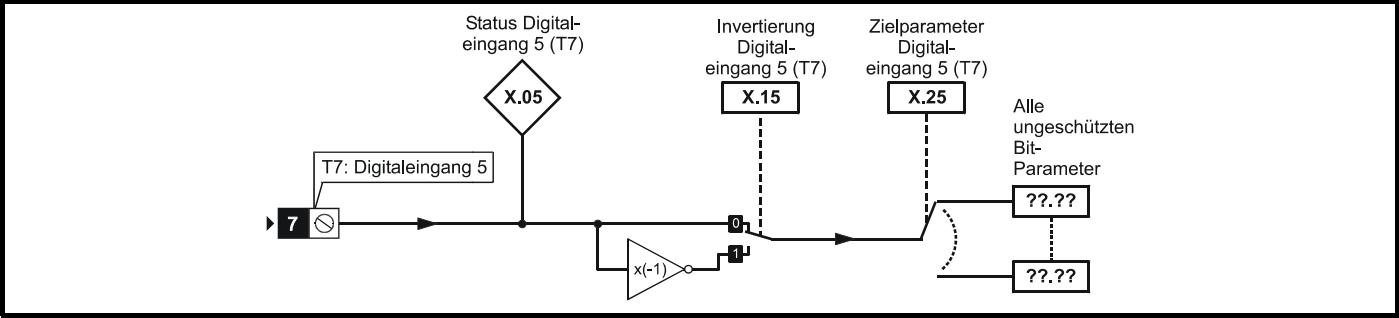 Status Digital-
eingang 5 (T7)
X.05
Invertierung
Digital-
eingang 5 (T7)
X.15
Zielparameter
Digital-
eingang 5 (T7)
X.25
Alle
ungeschützten
Bit-
Parameter
T7: Digitaleingang 5
7
0
1
x(-1)
??.??
??.??